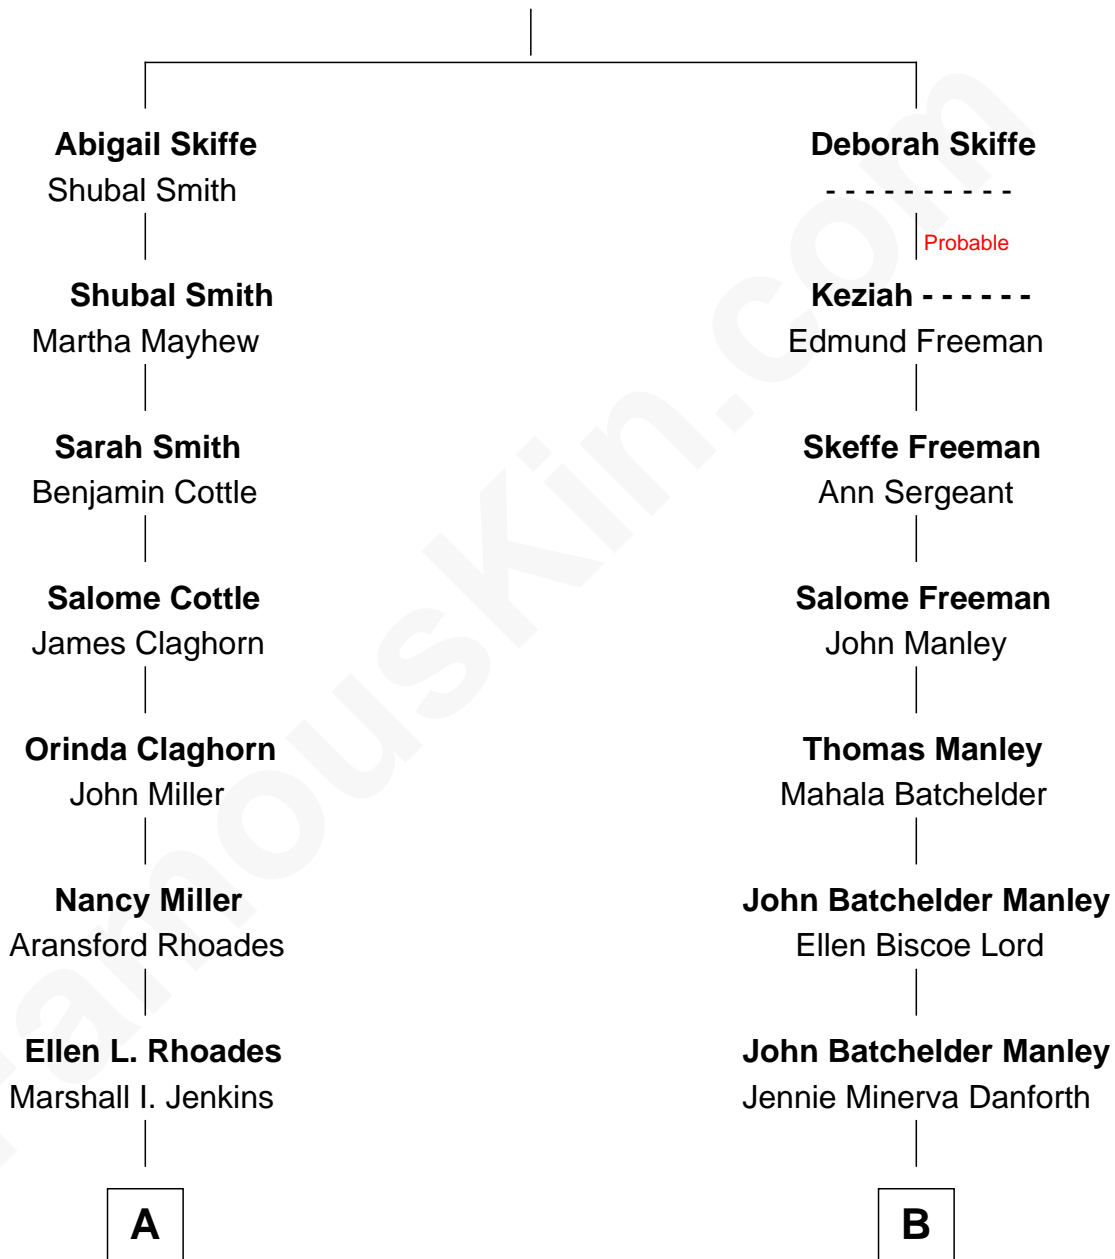 Abigail Skiffe
Shubal Smith
Shubal Smith
Martha Mayhew
Sarah Smith
Benjamin Cottle
Salome Cottle
James Claghorn
Orinda Claghorn
John Miller
Nancy Miller
Aransford Rhoades
Ellen L. Rhoades
Marshall I. Jenkins
A
Deborah Skiffe
- - - - - - - - - -
Probable
Keziah - - - - - -
Edmund Freeman
Skeffe Freeman
Ann Sergeant
Salome Freeman
John Manley
Thomas Manley
Mahala Batchelder
John Batchelder Manley
Ellen Biscoe Lord
John Batchelder Manley
Jennie Minerva Danforth
B
FamousKin.com